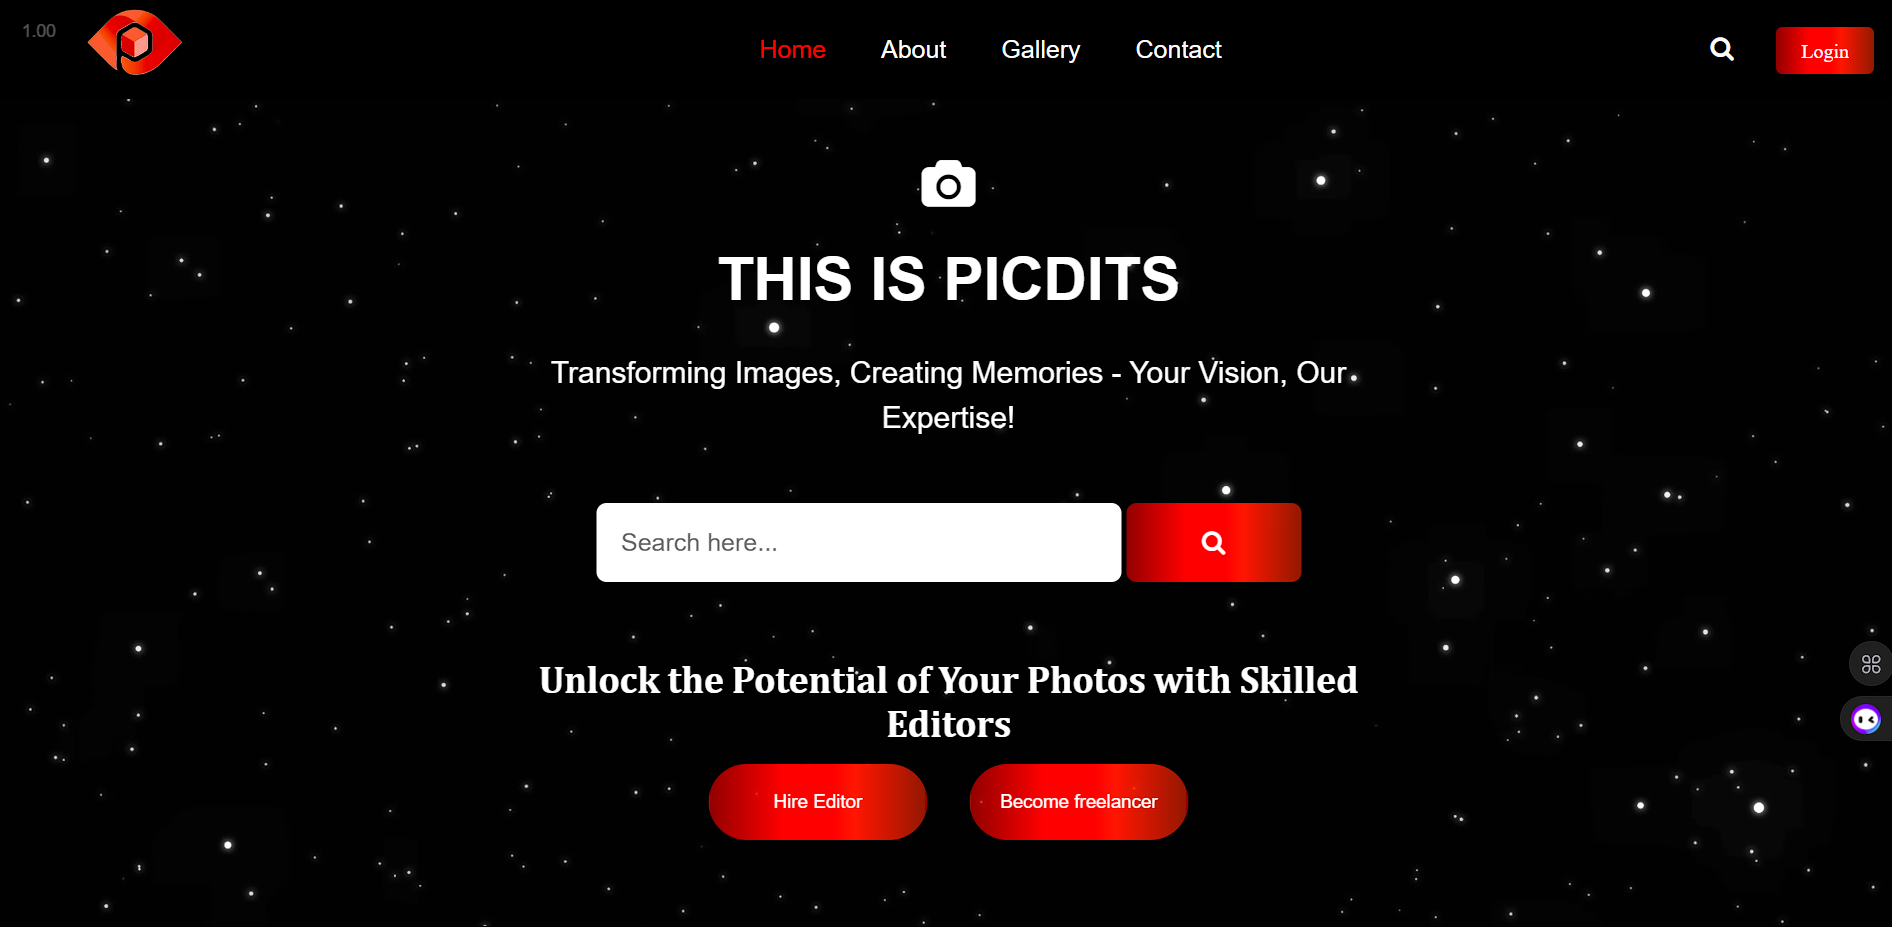 1.00
Home About Gallery Contact
Login
THIS IS PICDITS
Transforming Images, Creating Memories - Your Vision, Our
Expertise!
Search here...
Unlock the Potential of Your Photos with Skilled
Editors
Hire Editor Become freelancer